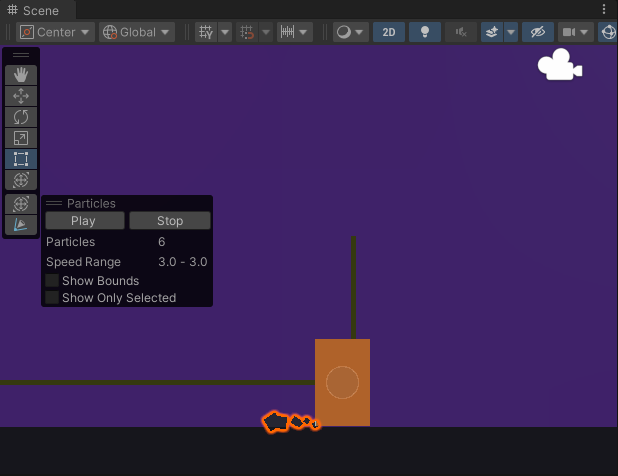 Scene
Center Global 2D
Particles
Play Stop
Particles 6
Speed Range 3.0 - 3.0
Show Bounds
Show Only Selected